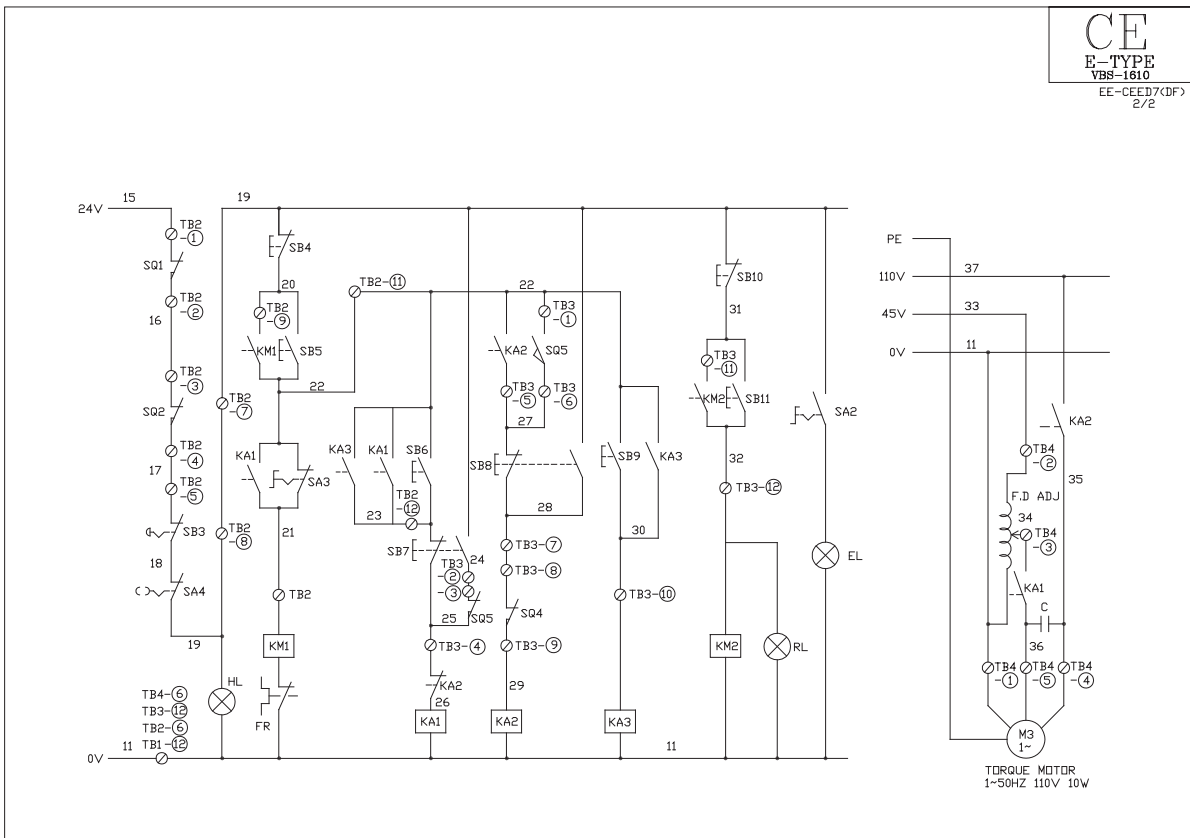 CE
E-TYPE
VBS-1610
EE-CEED7(DF)
2/2
15
19
24V
TB2
-①
SB4
PE
SQ1
SB10
37
110V
20
TB2-⑪
22
TB2
-②
TB2
-⑨
TB3
-①
31
33
45V
16
KM1
SB5
KA2
SQ5
TB3
-⑪
11
0V
TB2
-③
22
TB3
-⑤
TB3
-⑥
KM2
SB11
SA2
SQ2
TB2
-⑦
27
KA2
TB2
-④
KA1
SA3
KA3
KA1
SB6
SB8
SB9
KA3
32
TB4
-②
17
TB2
-⑤
TB2
-⑫
TB3-⑫
35
23
28
F.D ADJ
SB3
TB2
-⑧
21
30
34
TB4
-③
SB7
24
TB3-⑦
18
TB3
-②
-③
TB3-⑧
EL
SA4
TB2
TB3-⑩
KA1
SQ5
SQ4
C
25
19
KM1
TB3-④
TB3-⑨
KM2
RL
36
TB4
-①
TB4
-⑤
TB4
-④
KA2
29
HL
TB4-⑥
TB3-⑫
TB2-⑥
TB1-⑫
FR
26
KA1
KA2
KA3
11
0V
11
M3
1~
TORQUE MOTOR
1~50HZ 110V 10W